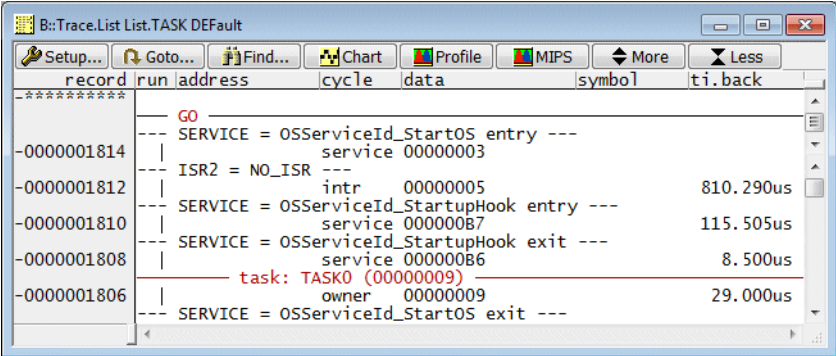 B::Trace.List List.TASK DEFault
Setup... Goto... Find... Chart Profile MIPS More Less
record run address cycle data symbol ti.back
-**********
GO
--- SERVICE = OSServiceId_StartOS entry ---
-0000001814 | service 00000003
--- ISR2 = NO_ISR ---
-0000001812 | intr 00000005 810.290us
--- SERVICE = OSServiceId_StartupHook entry ---
-0000001810 | service 000000B7 115.505us
--- SERVICE = OSServiceId_StartupHook exit ---
-0000001808 | service 000000B6 8.500us
task: TASK0 (00000009)
-0000001806 | owner 00000009 29.000us
--- SERVICE = OSServiceId_StartOS exit ---